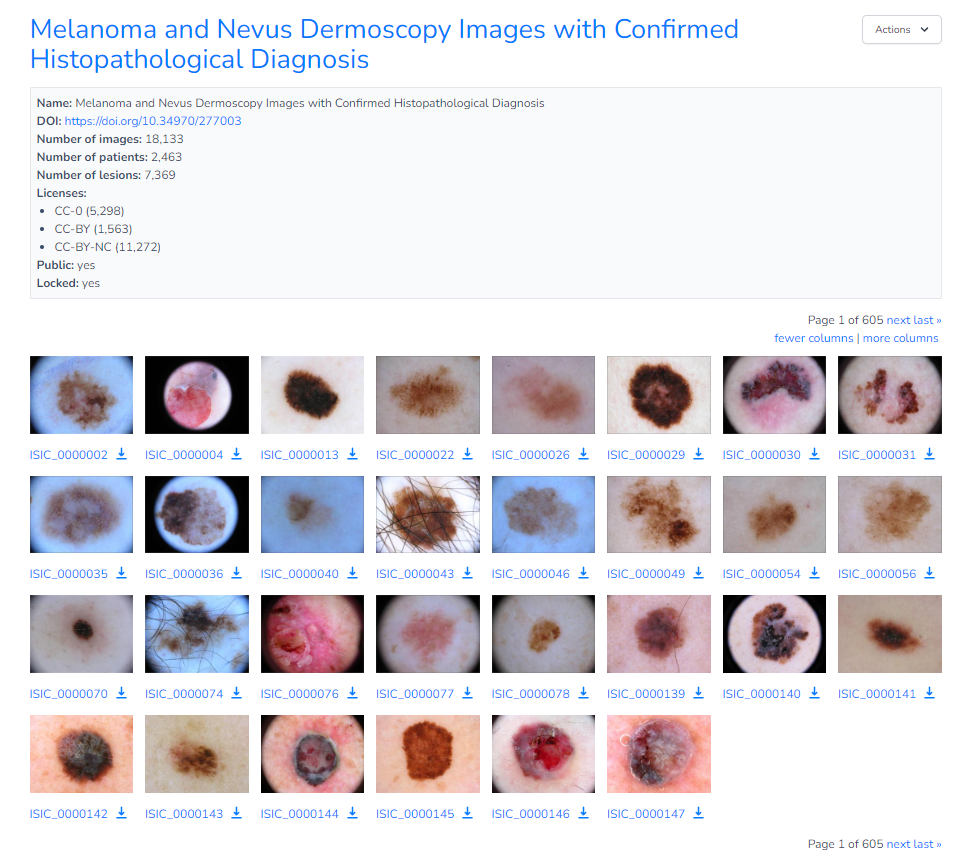 Melanoma and Nevus Dermoscopy Images with Confirmed
Histopathological Diagnosis
Actions
Name: Melanoma and Nevus Dermoscopy Images with Confirmed Histopathological Diagnosis
DOI: https://doi.org/10.34970/277003
Number of images: 18,133
Number of patients: 2,463
Number of lesions: 7,369
Licenses:
• CC-0 (5,298)
• CC-BY (1,563)
• CC-BY-NC (11,272)
Public: yes
Locked: yes
Page 1 of 605 next last »
fewer columns | more columns
ISIC_0000002 ISIC_0000004 ISIC_0000013 ISIC_0000022 ISIC_0000026 ISIC_0000029 ISIC_0000030 ISIC_0000031
ISIC_0000035 ISIC_0000036 ISIC_0000040 ISIC_0000043 ISIC_0000046 ISIC_0000049 ISIC_0000054 ISIC_0000056
ISIC_0000070 ISIC_0000074 ISIC_0000076 ISIC_0000077 ISIC_0000078 ISIC_0000139 ISIC_0000140 ISIC_0000141
ISIC_0000142 ISIC_0000143 ISIC_0000144 ISIC_0000145 ISIC_0000146 ISIC_0000147
Page 1 of 605 next last »